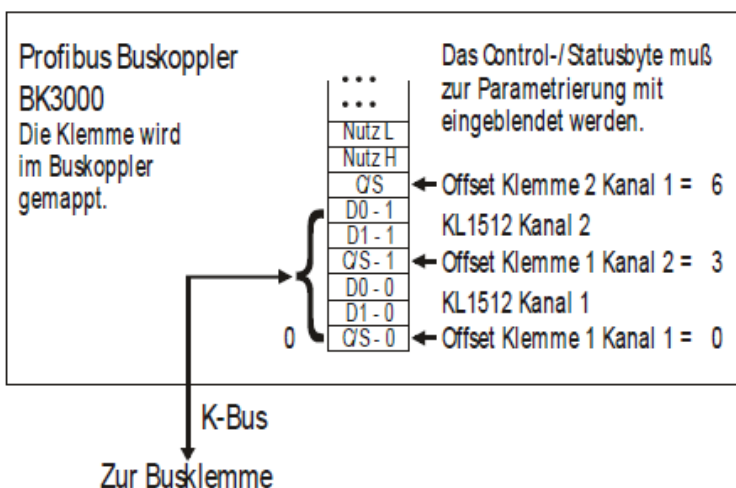 Profibus Buskoppler
BK3000
Die Klemme wird
im Buskoppler
gemappt.
Das Control-/Statusbyte muß
zur Parametrierung mit
eingeblendet werden.
...
...
Nutz L
Nutz H
C/S
Offset Klemme 2 Kanal 1 = 6
D0 - 1
KL1512 Kanal 2
D1 - 1
C/S - 1
Offset Klemme 1 Kanal 2 = 3
D0 - 0
KL1512 Kanal 1
D1 - 0
0
C/S - 0
Offset Klemme 1 Kanal 1 = 0
K-Bus
Zur Busklemme